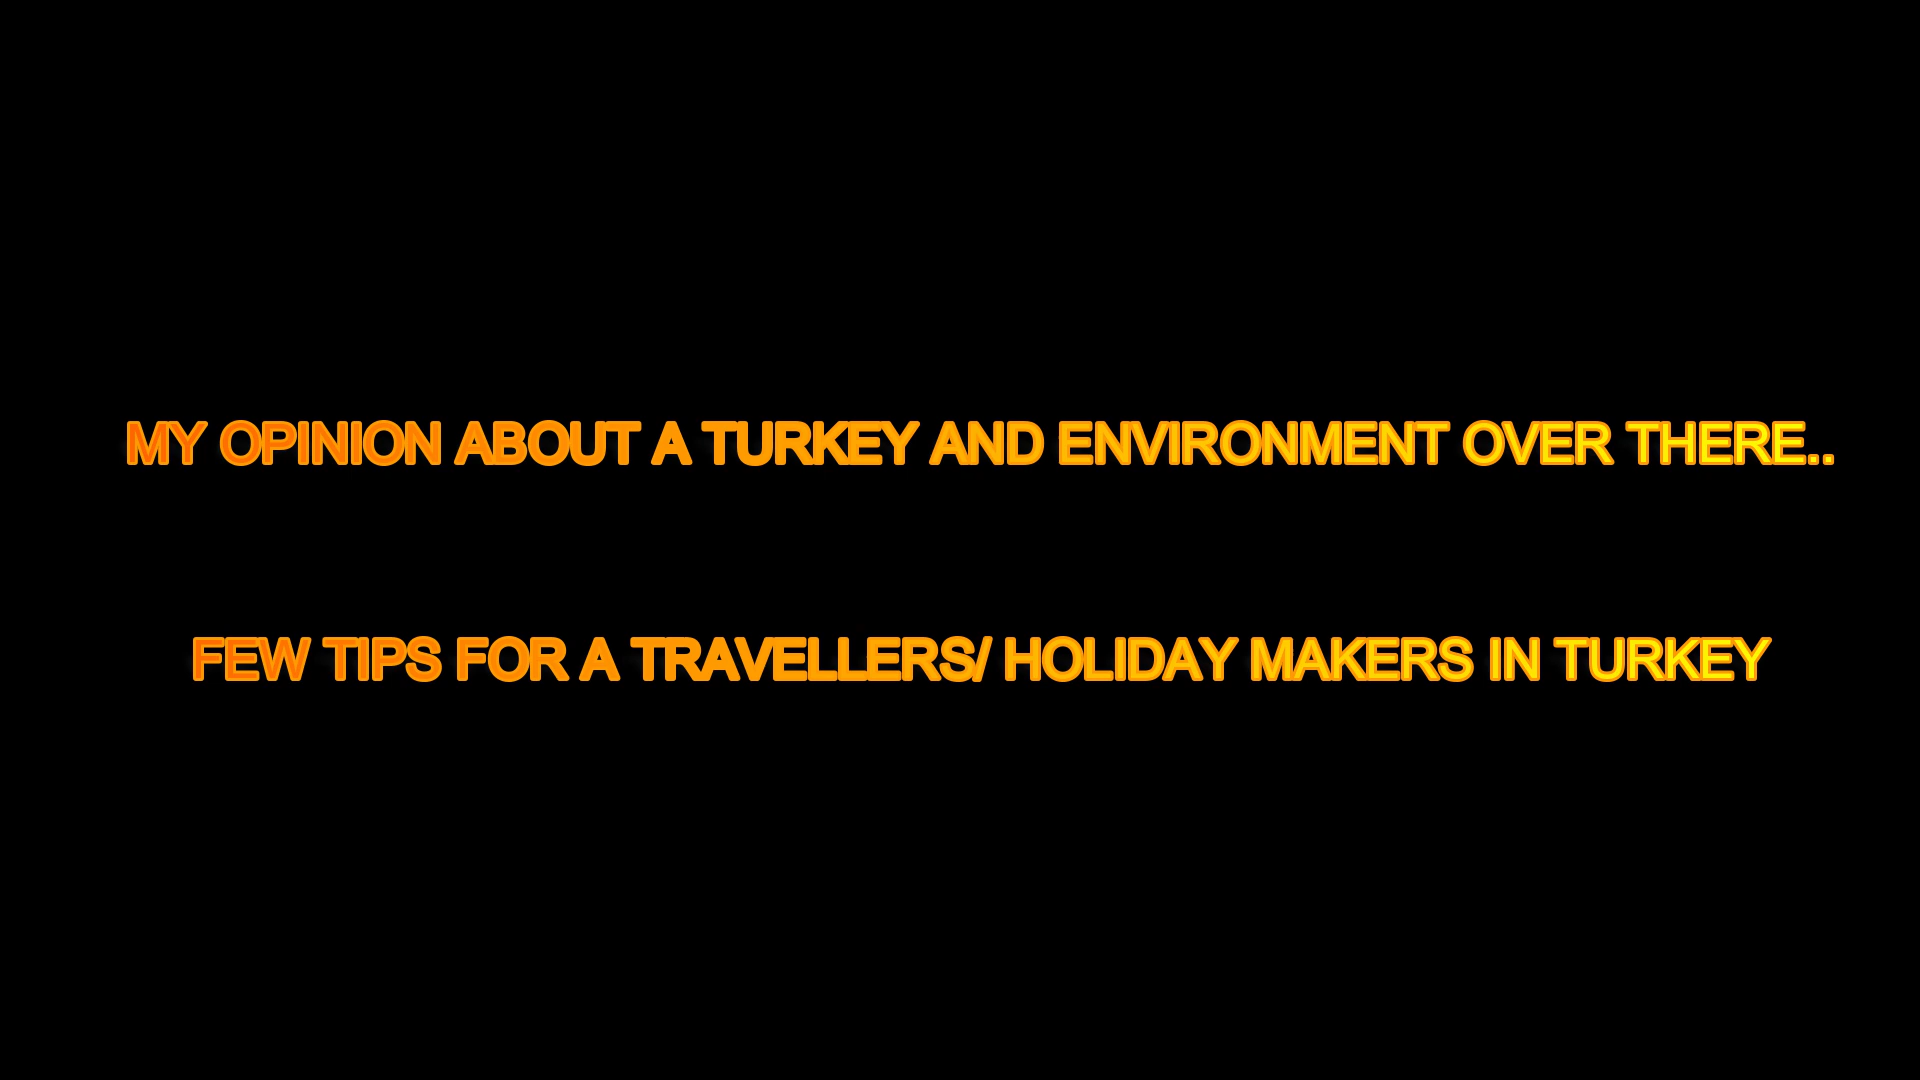 MY OPINION ABOUT A TURKEY AND ENVIRONMENT OVER THERE..
FEW TIPS FOR A TRAVELLERS/ HOLIDAY MAKERS IN TURKEY